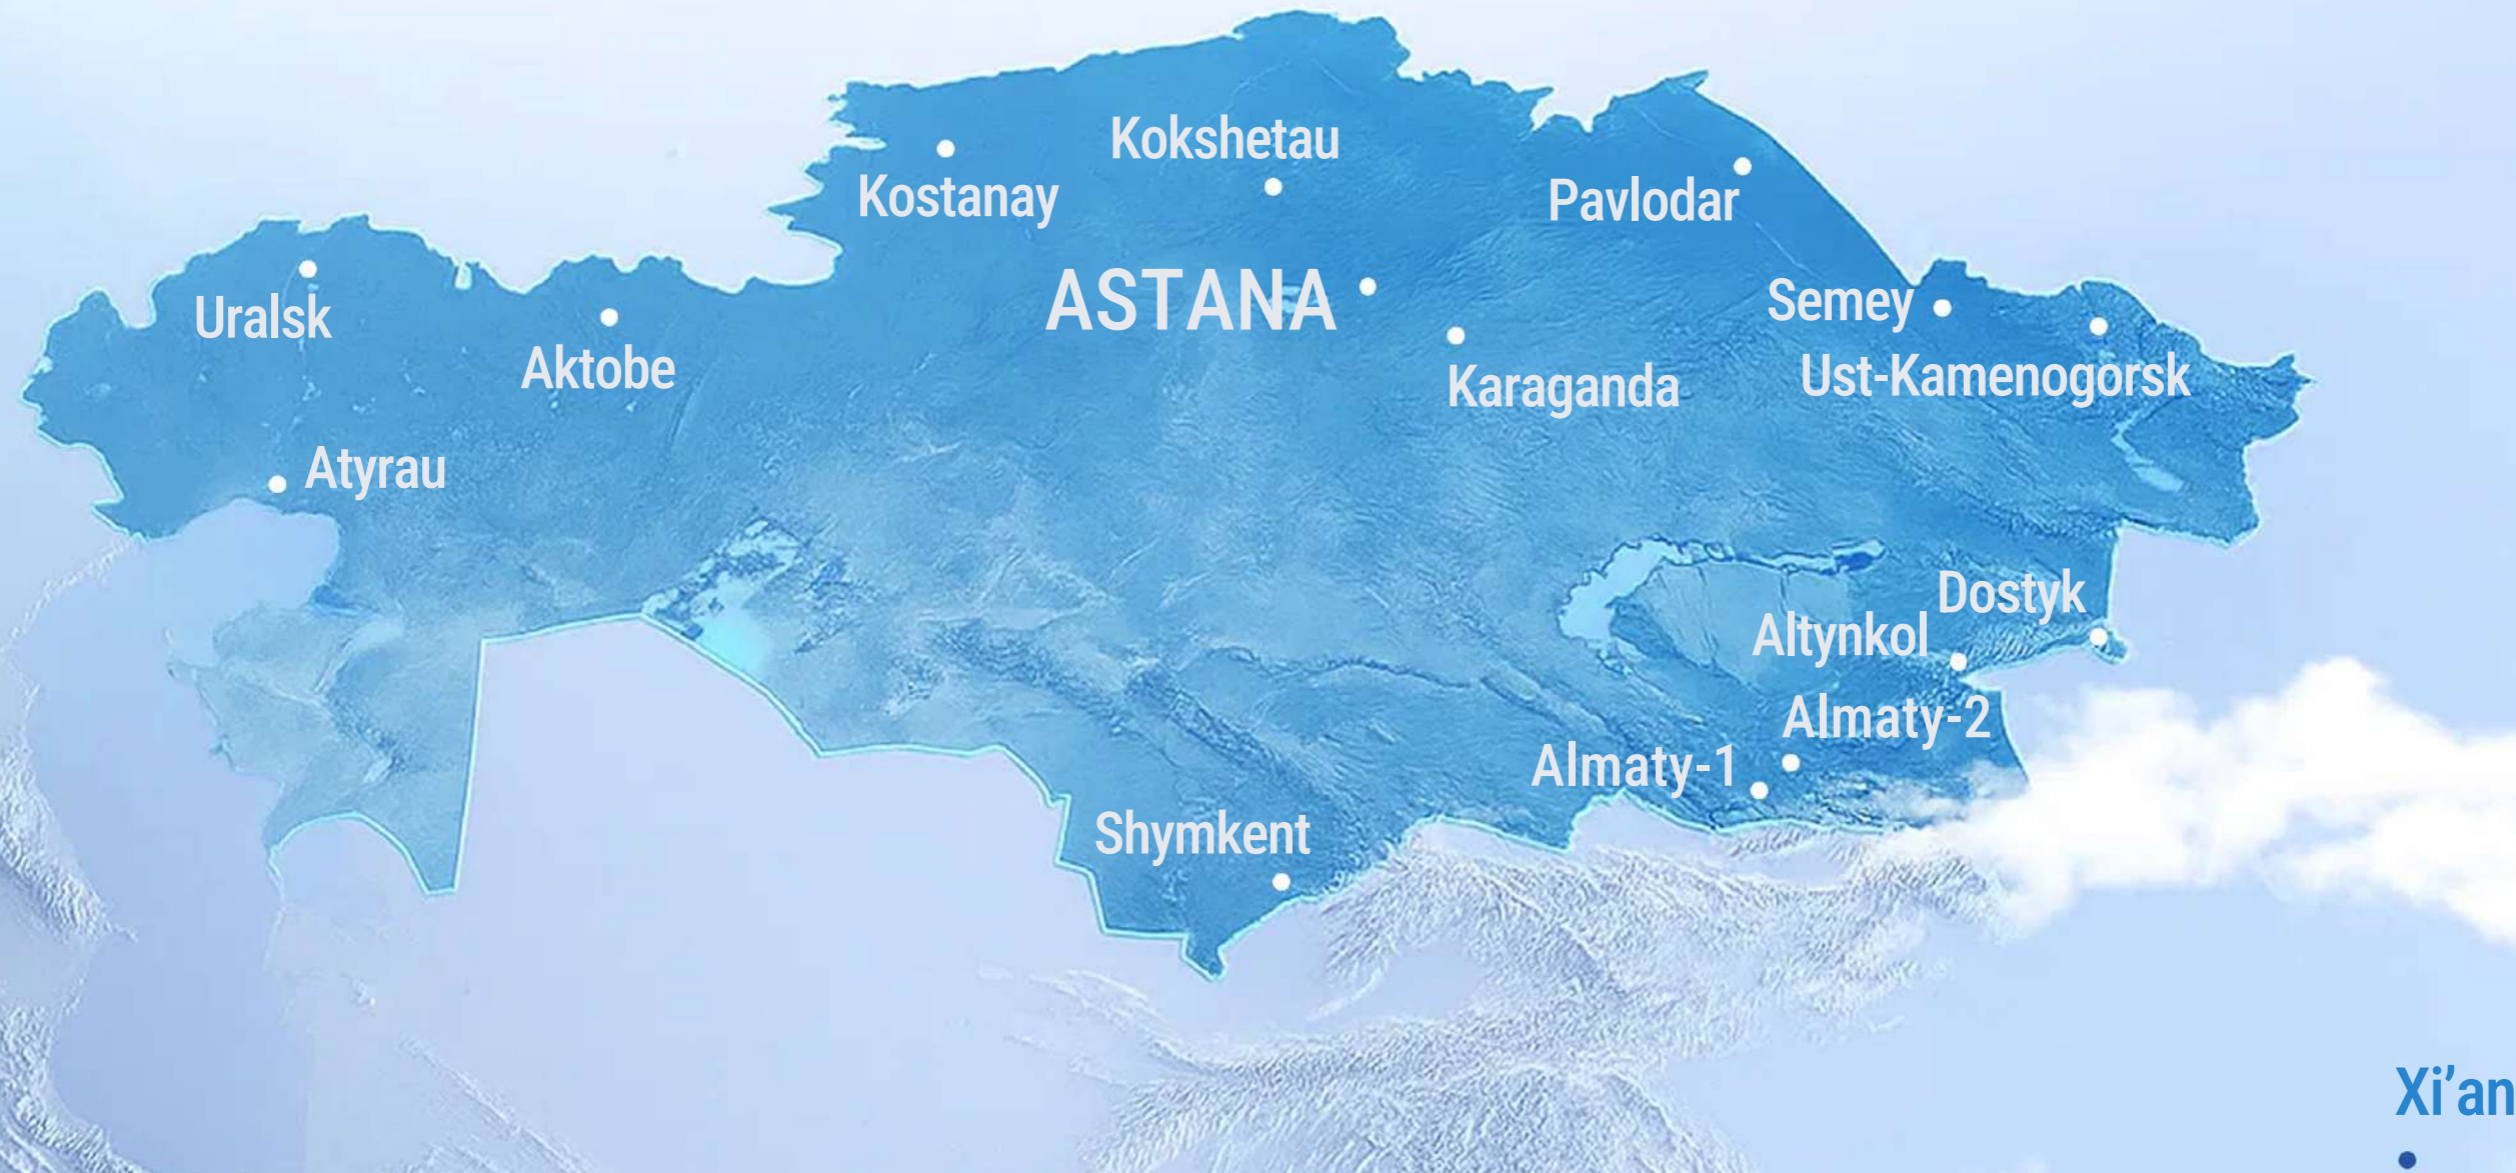 Kokshetau
Kostanay
Pavlodar
ASTANA
Semey
Uralsk
Aktobe
Karaganda
Ust-Kamenogorsk
Atyrau
Dostyk
Altynkol
Almaty-2
Almaty-1
Shymkent
Xi’an